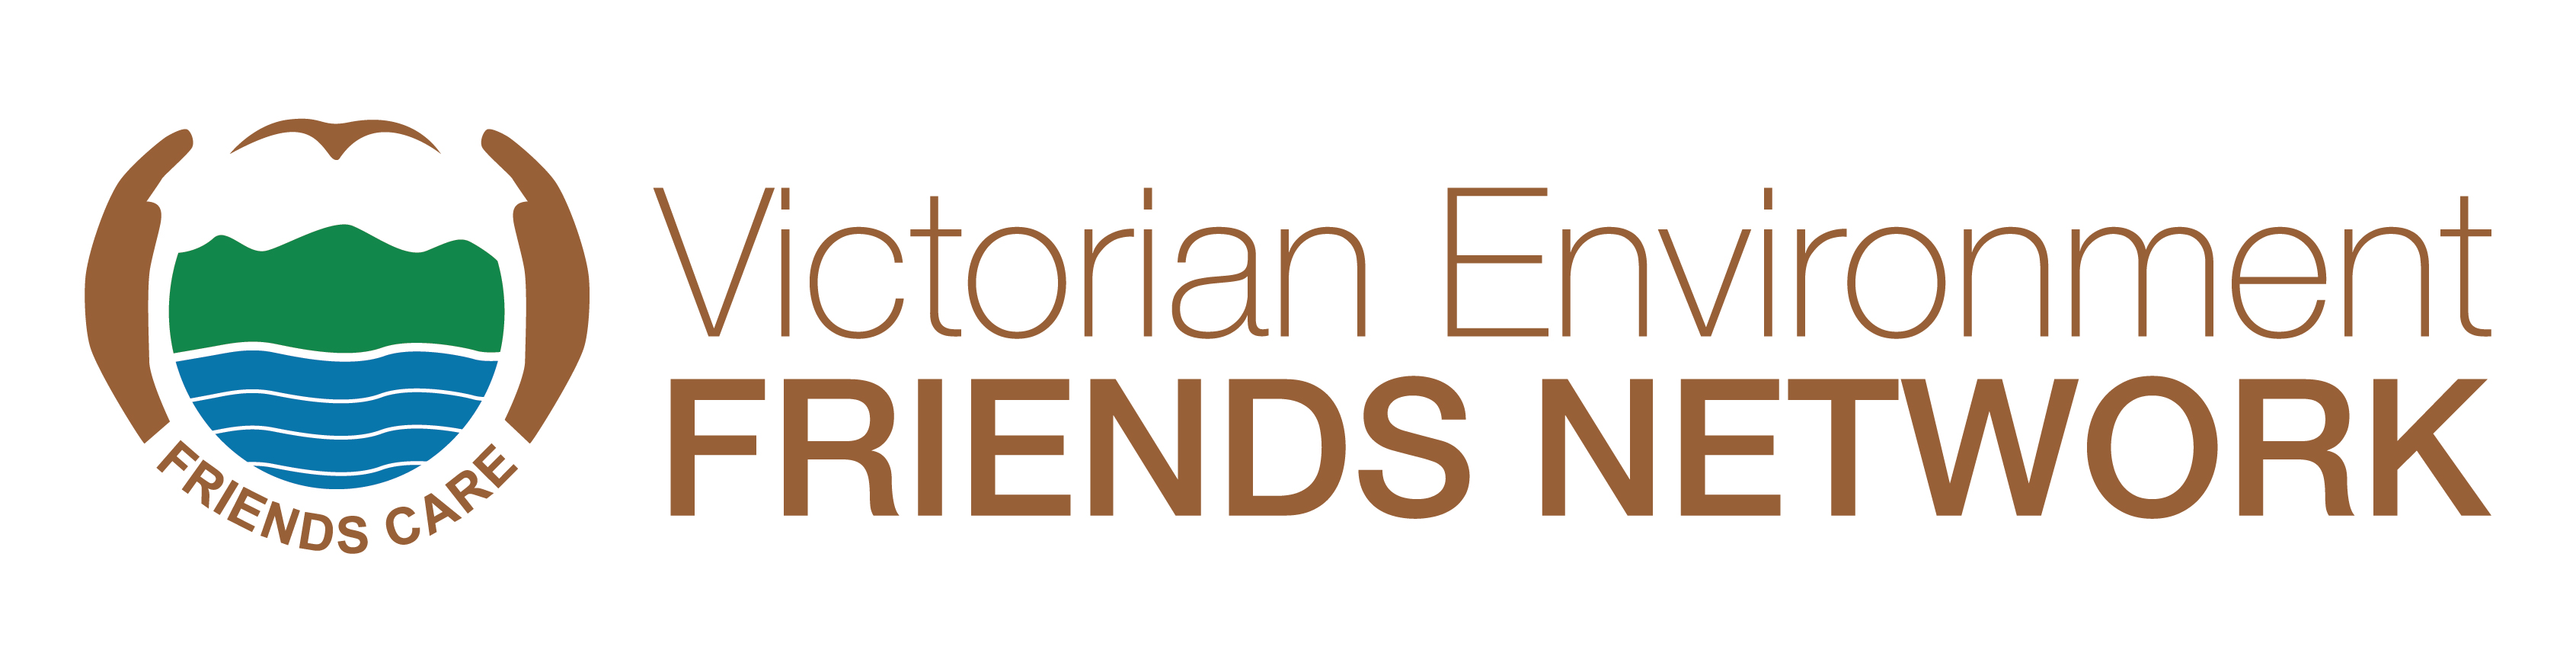 Victorian Environment
FRIENDS NETWORK
FRIENDS CARE